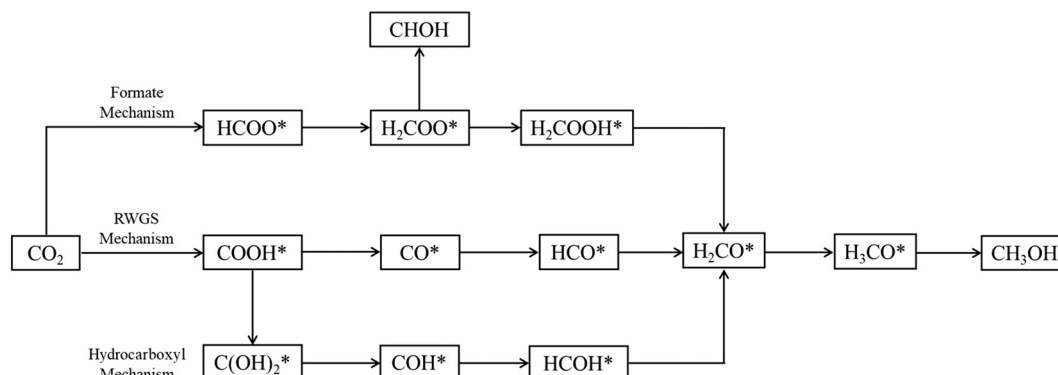 CHOH
Formate
Mechanism
HCOO*
H₂COO*
H₂COOH*
RWGS
Mechanism
CO₂
COOH*
CO*
HCO*
H₂CO*
H₃CO*
CH₃OH
Hydrocarboxyl
Mechanism
C(OH)₂*
COH*
HCOH*